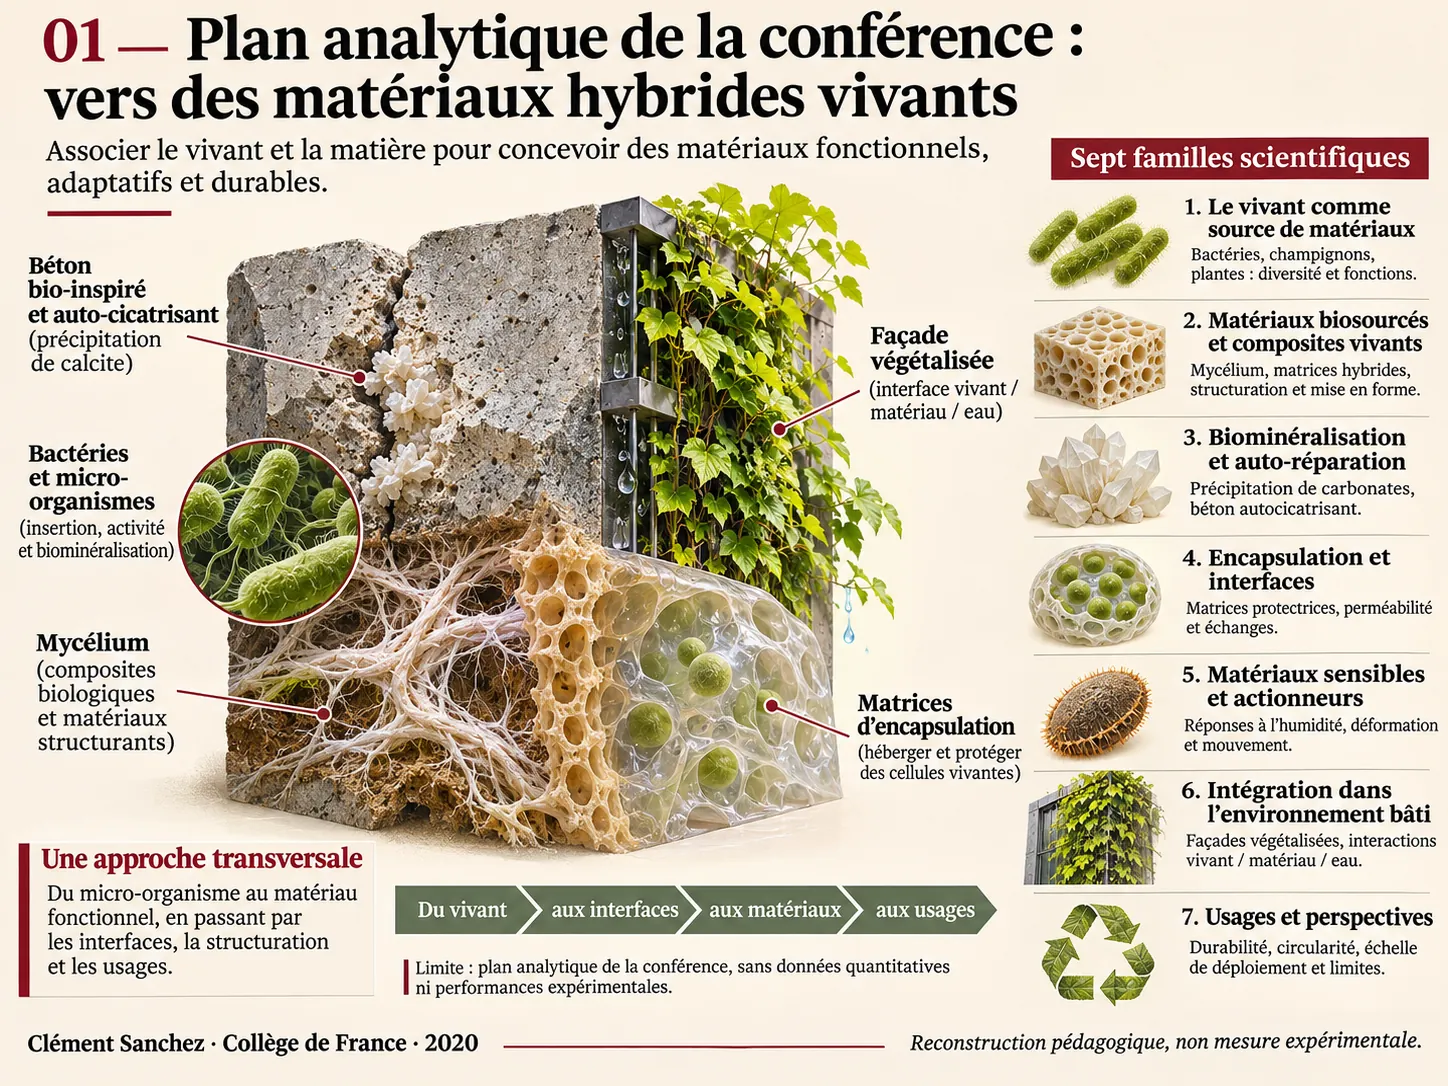 01 — Plan analytique de la conférence :
vers des matériaux hybrides vivants
Associer le vivant et la matière pour concevoir des matériaux fonctionnels,
adaptatifs et durables.
Béton
bio-inspiré
et auto-cicatrisant
(précipitation
de calcite)
Bactéries
et micro-
organismes
(insertion, activité
et biominéralisation)
Mycélium
(composites
biologiques
et matériaux
structurants)
Façade
végétalisée
(interface vivant /
matériau / eau)
Matrices
d'encapsulation
(héberger et protéger
des cellules vivantes)
Sept familles scientifiques
1. Le vivant comme
source de matériaux
Bactéries, champignons,
plantes : diversité et fonctions.
2. Matériaux biosourcés
et composites vivants
Mycélium, matrices hybrides,
structuration et mise en forme.
3. Biominéralisation
et auto-réparation
Précipitation de carbonates,
béton autocicatrisant.
4. Encapsulation et
interfaces
Matrices protectrices, perméabilité
et échanges.
5. Matériaux sensibles
et actionneurs
Réponses à l'humidité, déformation
et mouvement.
6. Intégration dans
l'environnement bâti
Façades végétalisées, interactions
vivant / matériau / eau.
7. Usages et perspectives
Durabilité, circularité, échelle
de déploiement et limites.
Une approche transversale
Du micro-organisme au matériau
fonctionnel, en passant par
les interfaces, la structuration
et les usages.
Du vivant aux interfaces aux matériaux aux usages
Limite : plan analytique de la conférence, sans données quantitatives
ni performances expérimentales.
Clément Sanchez · Collège de France · 2020
Reconstruction pédagogique, non mesure expérimentale.